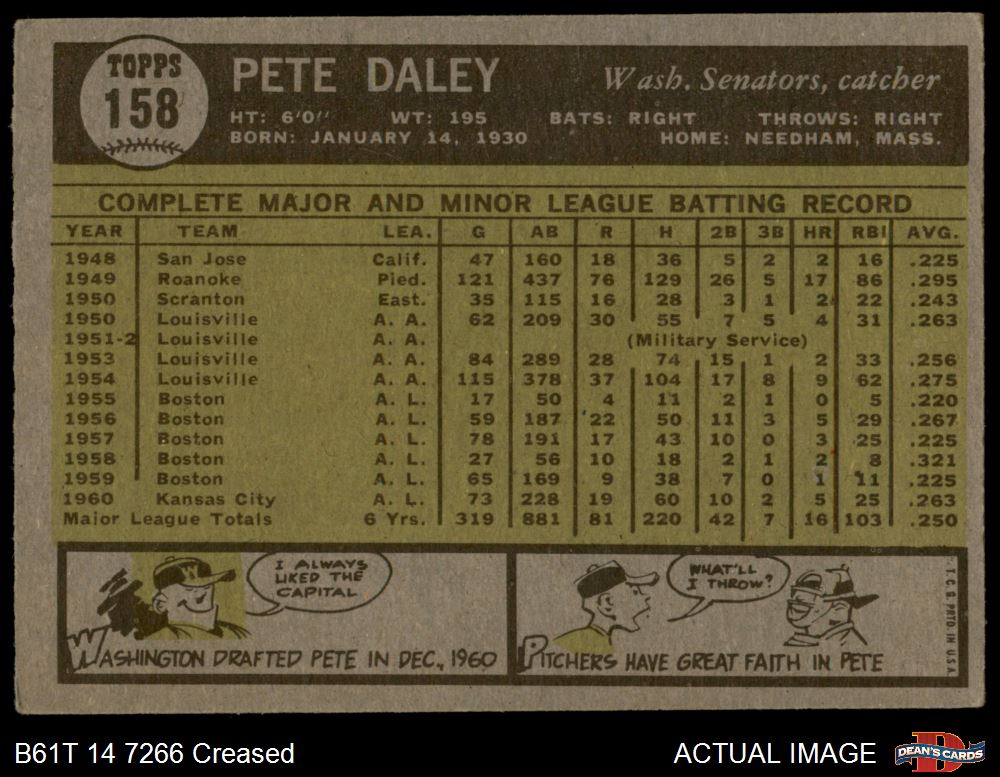 TOPPS
158
PETE DALEY
Wash. Senators, catcher
HT: 6'0" WT: 195 BATS: RIGHT THROWS: RIGHT
BORN: JANUARY 14, 1930 HOME: NEEDHAM, MASS.
COMPLETE MAJOR AND MINOR LEAGUE BATTING RECORD
YEAR TEAM LEA. G AB R H 2B 3B HR RBI AVG.
1948 San Jose Calif. 47 160 18 36 5 2 2 16 .225
1949 Roanoke Pied. 121 437 76 129 26 5 17 86 .295
1950 Scranton East. 35 115 16 28 3 1 2 22 .243
1950 Louisville A. A. 62 209 30 55 7 5 4 31 .263
1951-2 Louisville A. A. (Military Service)
1953 Louisville A. A. 84 289 28 74 15 1 2 33 .256
1954 Louisville A. A. 115 378 37 104 17 8 9 62 .275
1955 Boston A. L. 17 50 4 11 2 1 0 5 .220
1956 Boston A. L. 59 187 22 50 11 3 5 29 .267
1957 Boston A. L. 78 191 17 43 10 0 3 25 .225
1958 Boston A. L. 27 56 10 18 2 1 2 8 .321
1959 Boston A. L. 65 169 9 38 7 0 1 11 .225
1960 Kansas City A. L. 73 228 19 60 10 2 5 25 .263
Major League Totals 6 Yrs. 319 881 81 220 42 7 16 103 .250
W
I ALWAYS
LIKED THE
CAPITAL
WASHINGTON DRAFTED PETE IN DEC., 1960
WHAT'LL
I THROW?
PITCHERS HAVE GREAT FAITH IN PETE
T. C. G. PRTD. IN U.S.A.
B61T 14 7266 Creased
ACTUAL IMAGE
DEAN'S CARDS